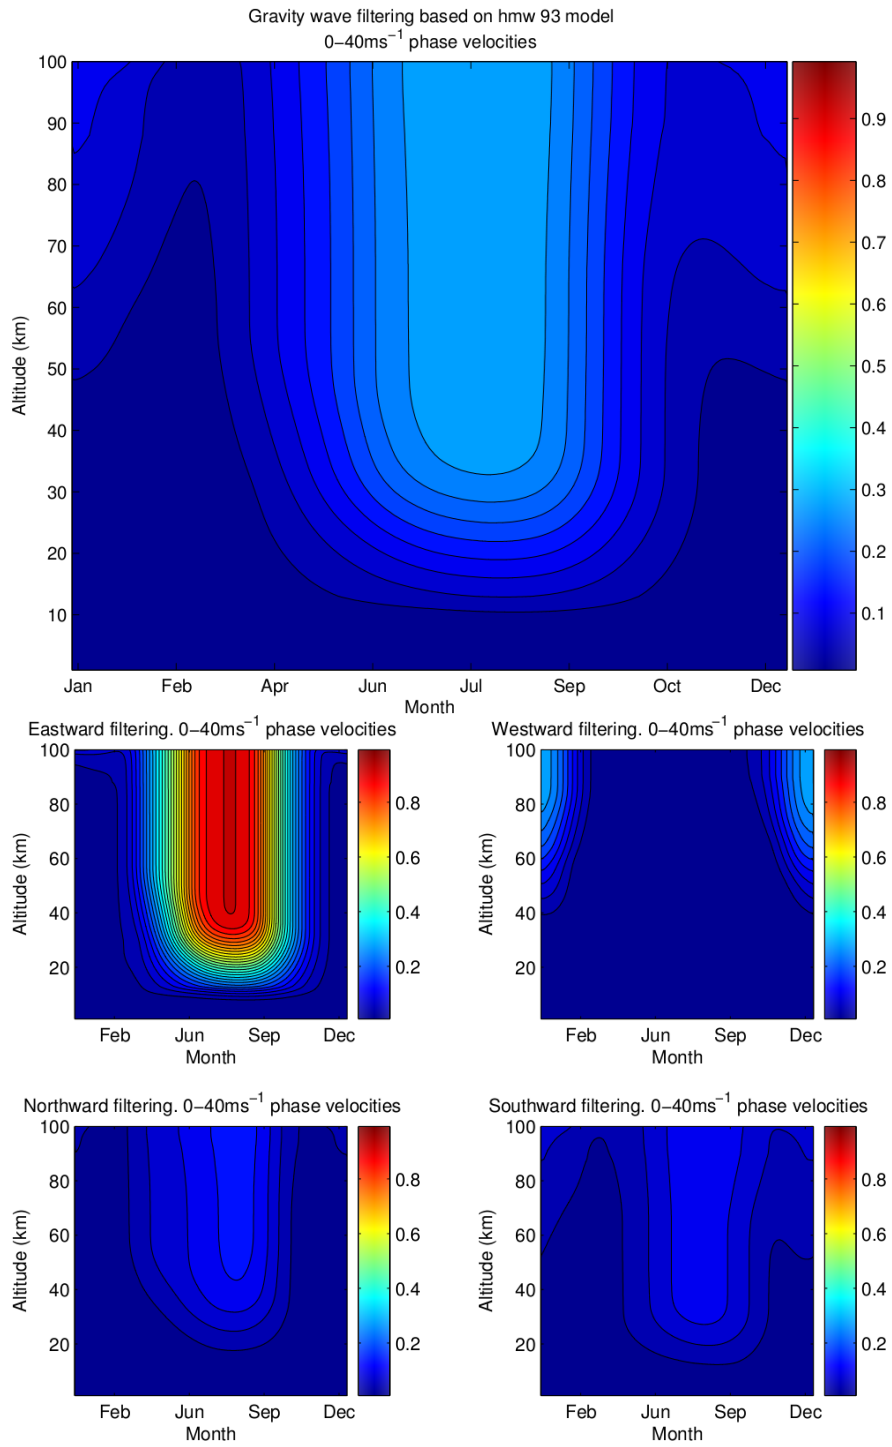 Gravity wave filtering based on hmw 93 model
0−40ms−1 phase velocities
100
90
80
70
60
50
40
30
20
10
Altitude (km)
Jan Feb Apr Jun Jul Sep Oct Dec
Month
0.9
0.8
0.7
0.6
0.5
0.4
0.3
0.2
0.1
Eastward filtering. 0−40ms−1 phase velocities
100
80
60
40
20
Altitude (km)
Feb Jun Sep Dec
Month
0.8
0.6
0.4
0.2
Westward filtering. 0−40ms−1 phase velocities
100
80
60
40
20
Altitude (km)
Feb Jun Sep Dec
Month
0.8
0.6
0.4
0.2
Northward filtering. 0−40ms−1 phase velocities
100
80
60
40
20
Altitude (km)
Feb Jun Sep Dec
Month
0.8
0.6
0.4
0.2
Southward filtering. 0−40ms−1 phase velocities
100
80
60
40
20
Altitude (km)
Feb Jun Sep Dec
Month
0.8
0.6
0.4
0.2